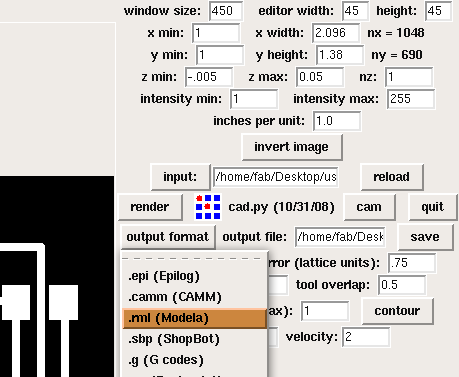 window size: 450 editor width: 45 height: 45
x min: 1 x width: 2.096 nx = 1048
y min: 1 y height: 1.38 ny = 690
z min: -.005 z max: 0.05 nz: 1
intensity min: 1 intensity max: 255
inches per unit: 1.0
invert image
input: /home/fab/Desktop/us reload
render cad.py (10/31/08) cam quit
output format output file: /home/fab/Desk save
rror (lattice units): .75
.epi (Epilog) tool overlap: 0.5
.camm (CAMM)
.rml (Modela) ax): 1 contour
.sbp (ShopBot) velocity: 2
.g (G codes)